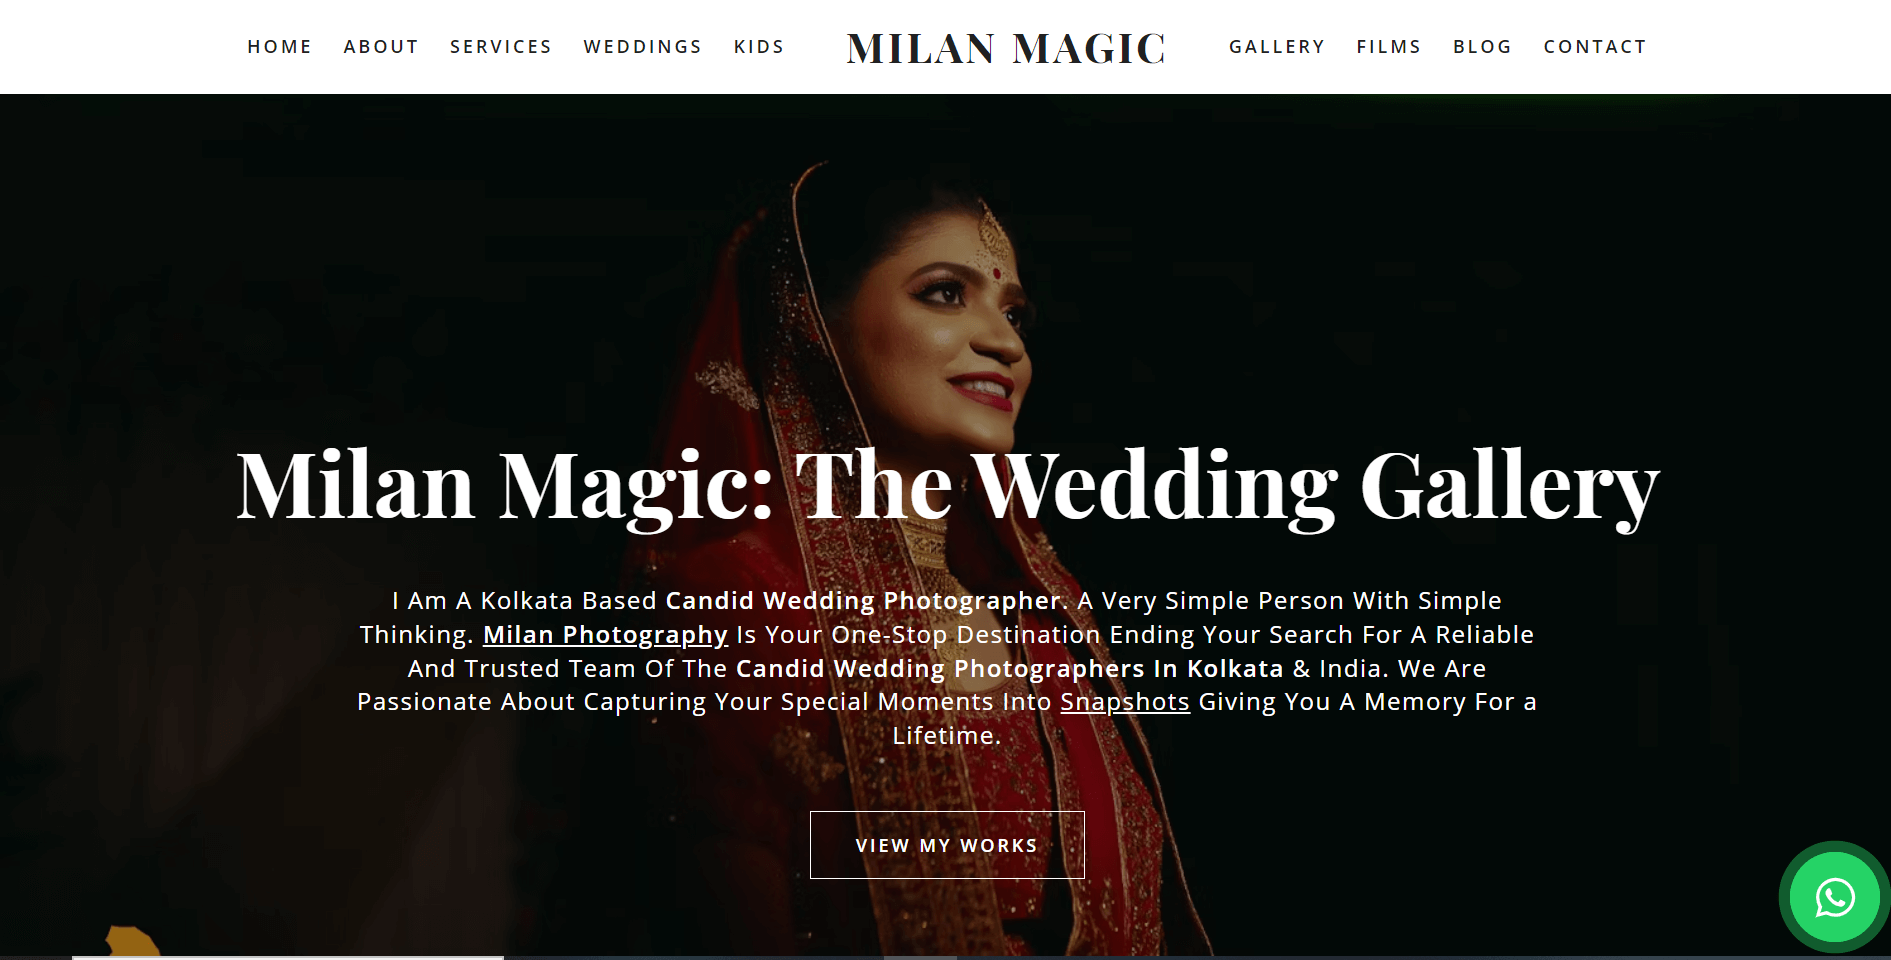 HOME ABOUT SERVICES WEDDINGS KIDS MILAN MAGIC GALLERY FILMS BLOG CONTACT
Milan Magic: The Wedding Gallery
I Am A Kolkata Based Candid Wedding Photographer. A Very Simple Person With Simple
Thinking. Milan Photography Is Your One-Stop Destination Ending Your Search For A Reliable
And Trusted Team Of The Candid Wedding Photographers In Kolkata & India. We Are
Passionate About Capturing Your Special Moments Into Snapshots Giving You A Memory For a
Lifetime.
VIEW MY WORKS